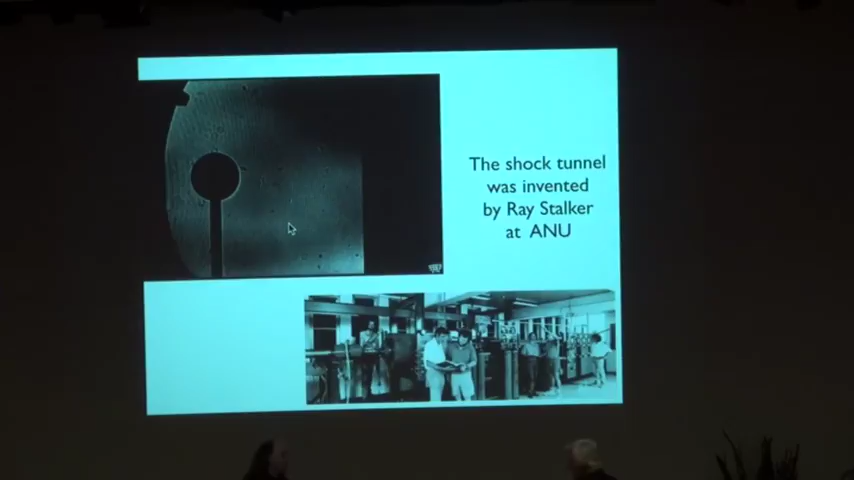 The shock tunnel
was invented
by Ray Stalker
at ANU